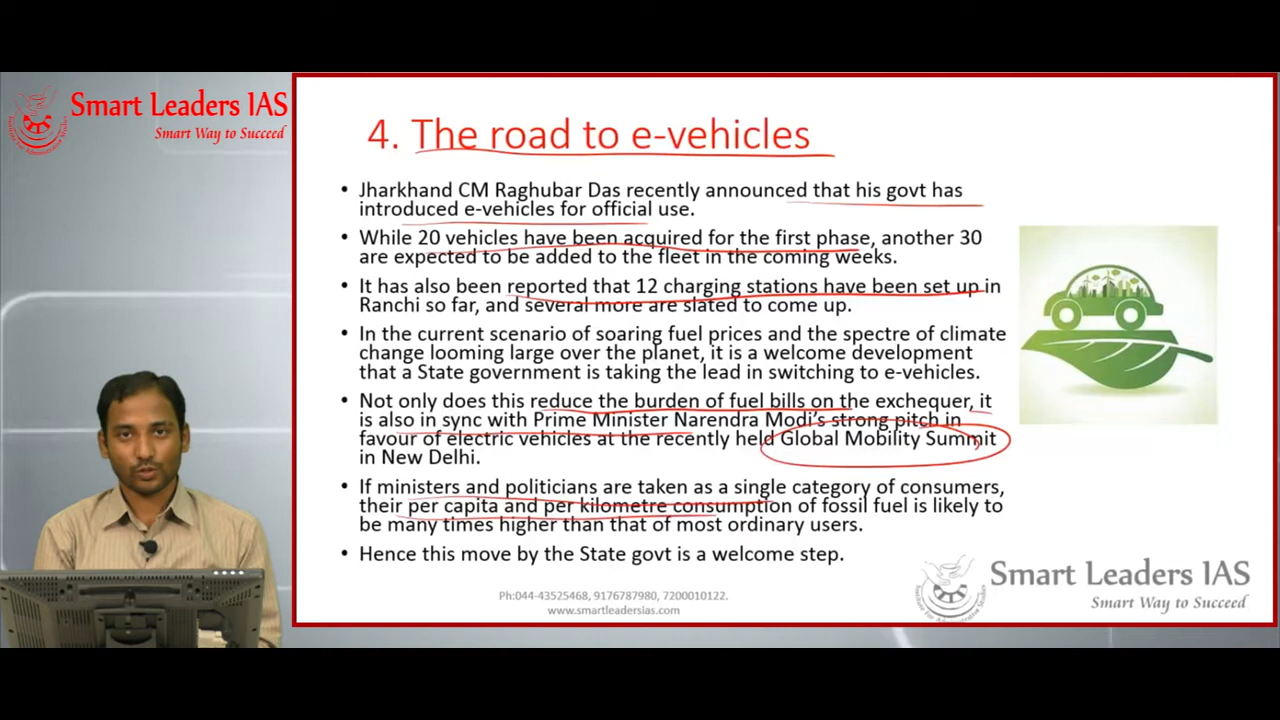 Smart Leaders IAS
Smart Way to Succeed
4. The road to e-vehicles
• Jharkhand CM Raghubar Das recently announced that his govt has
introduced e-vehicles for official use.
• While 20 vehicles have been acquired for the first phase, another 30
are expected to be added to the fleet in the coming weeks.
• It has also been reported that 12 charging stations have been set up in
Ranchi so far, and several more are slated to come up.
• In the current scenario of soaring fuel prices and the spectre of climate
change looming large over the planet, it is a welcome development
that a State government is taking the lead in switching to e-vehicles.
• Not only does this reduce the burden of fuel bills on the exchequer, it
is also in sync with Prime Minister Narendra Modi's strong pitch in
favour of electric vehicles at the recently held Global Mobility Summit
in New Delhi.
• If ministers and politicians are taken as a single category of consumers,
their per capita and per kilometre consumption of fossil fuel is likely to
be many times higher than that of most ordinary users.
• Hence this move by the State govt is a welcome step.
Ph:044-43525468, 9176787980, 7200010122.
www.smartleadersias.com
Smart Leaders IAS
Smart Way to Succeed